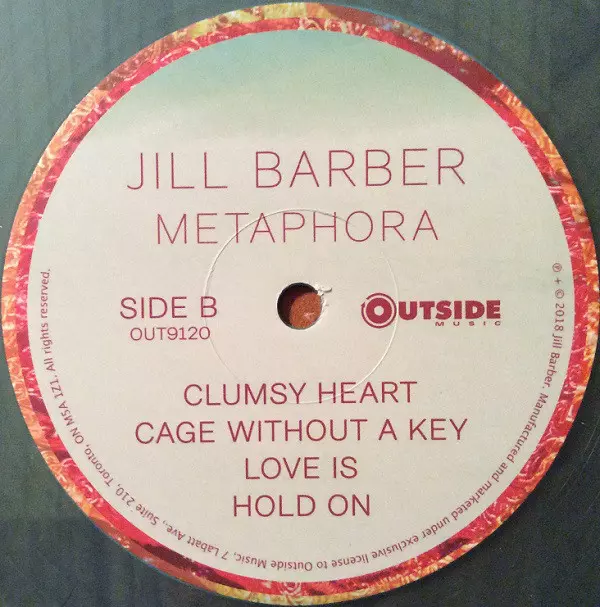 JILL BARBER
METAPHORA
SIDE B
OUT9120
OUTSIDE
MUSIC
CLUMSY HEART
CAGE WITHOUT A KEY
LOVE IS
HOLD ON
℗ + © 2018 Jill Barber. Manufactured and marketed under exclusive license to Outside Music, 7 Labatt Ave., Suite 210, Toronto, ON M5A 1Z1. All rights reserved.